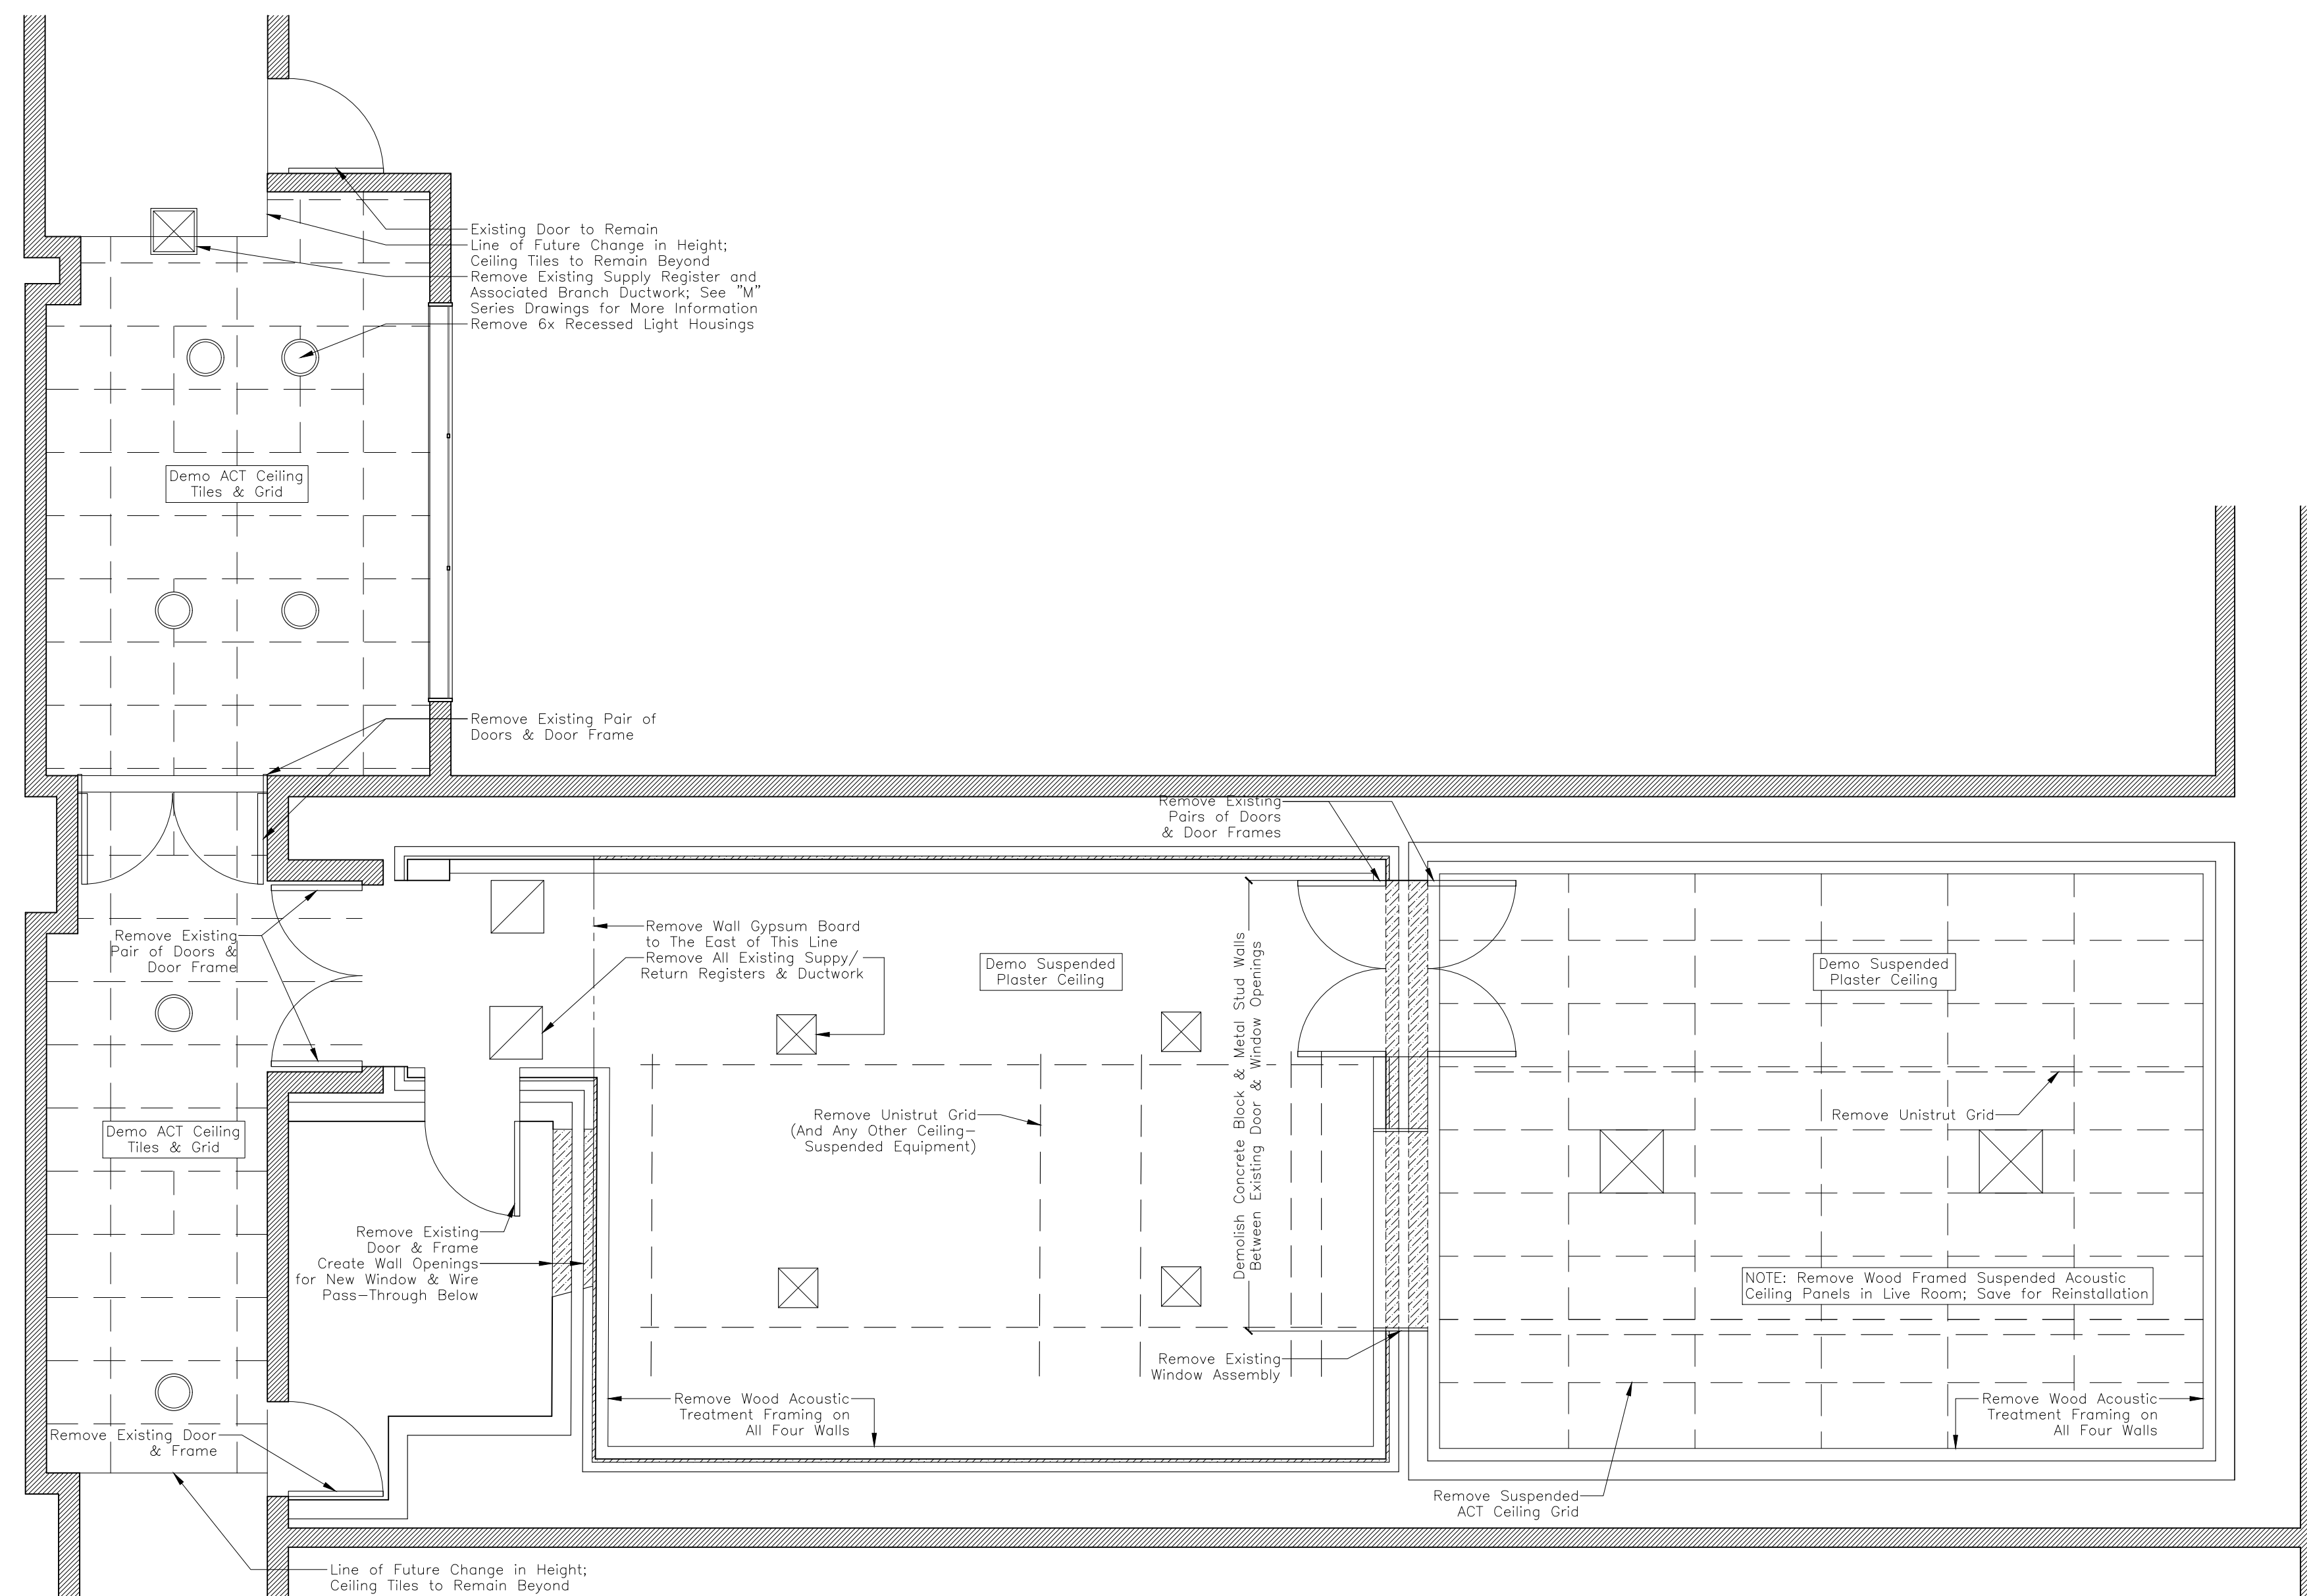 Existing Door to Remain
Line of Future Change in Height;
Ceiling Tiles to Remain Beyond
Remove Existing Supply Register and
Associated Branch Ductwork; See "M"
Series Drawings for More Information
Remove 6x Recessed Light Housings
Demo ACT Ceiling
Tiles & Grid
Remove Existing Pair of
Doors & Door Frame
Remove Existing
Pairs of Doors
& Door Frames
Remove Existing
Pair of Doors &
Door Frame
Remove Wall Gypsum Board
to The East of This Line
Remove All Existing Suppy/
Return Registers & Ductwork
Demo Suspended
Plaster Ceiling
Demolish Concrete Block & Metal Stud Walls
Between Existing Door & Window Openings
Demo Suspended
Plaster Ceiling
Demo ACT Ceiling
Tiles & Grid
Remove Unistrut Grid
(And Any Other Ceiling-
Suspended Equipment)
Remove Unistrut Grid
Remove Existing
Door & Frame
Create Wall Openings
for New Window & Wire
Pass-Through Below
NOTE: Remove Wood Framed Suspended Acoustic
Ceiling Panels in Live Room; Save for Reinstallation
Remove Existing
Window Assembly
Remove Wood Acoustic
Treatment Framing on
All Four Walls
Remove Wood Acoustic
Treatment Framing on
All Four Walls
Remove Existing Door
& Frame
Remove Suspended
ACT Ceiling Grid
Line of Future Change in Height;
Ceiling Tiles to Remain Beyond